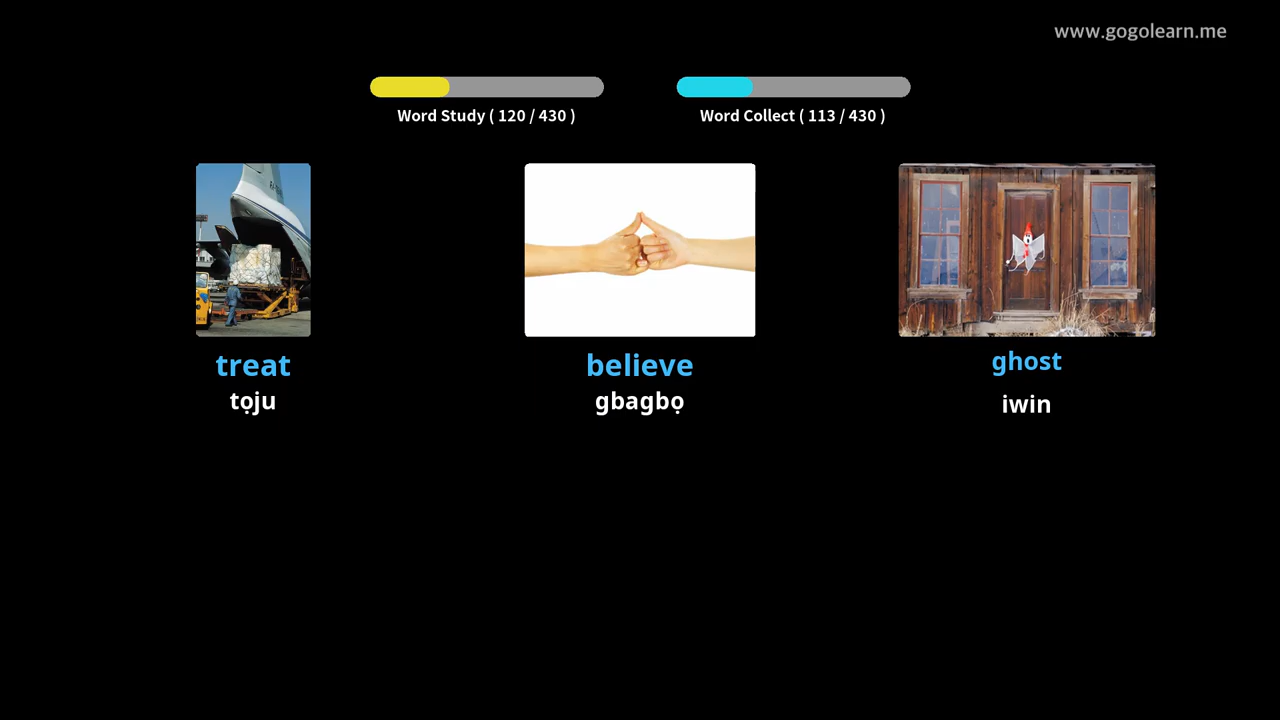 www.gogolearn.me
Word Study ( 120 / 430 )
Word Collect ( 113 / 430 )
treat
believe
ghost
tọju
gbagbọ
iwin